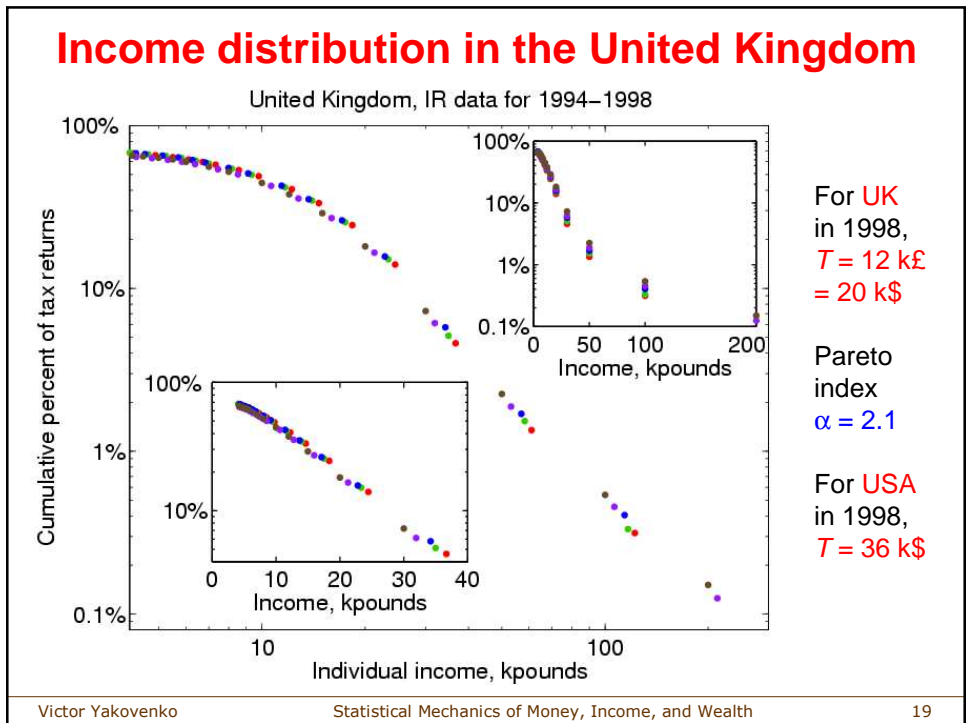 Income distribution in the United Kingdom
United Kingdom, IR data for 1994–1998
Cumulative percent of tax returns
100%
10%
1%
0.1%
10
100
Individual income, kpounds
100%
10%
1%
0.1%
0
50
100
200
Income, kpounds
100%
10%
0
10
20
30
40
Income, kpounds
For UK
in 1998,
T = 12 k£
= 20 k$
Pareto
index
α = 2.1
For USA
in 1998,
T = 36 k$
Victor Yakovenko
Statistical Mechanics of Money, Income, and Wealth
19